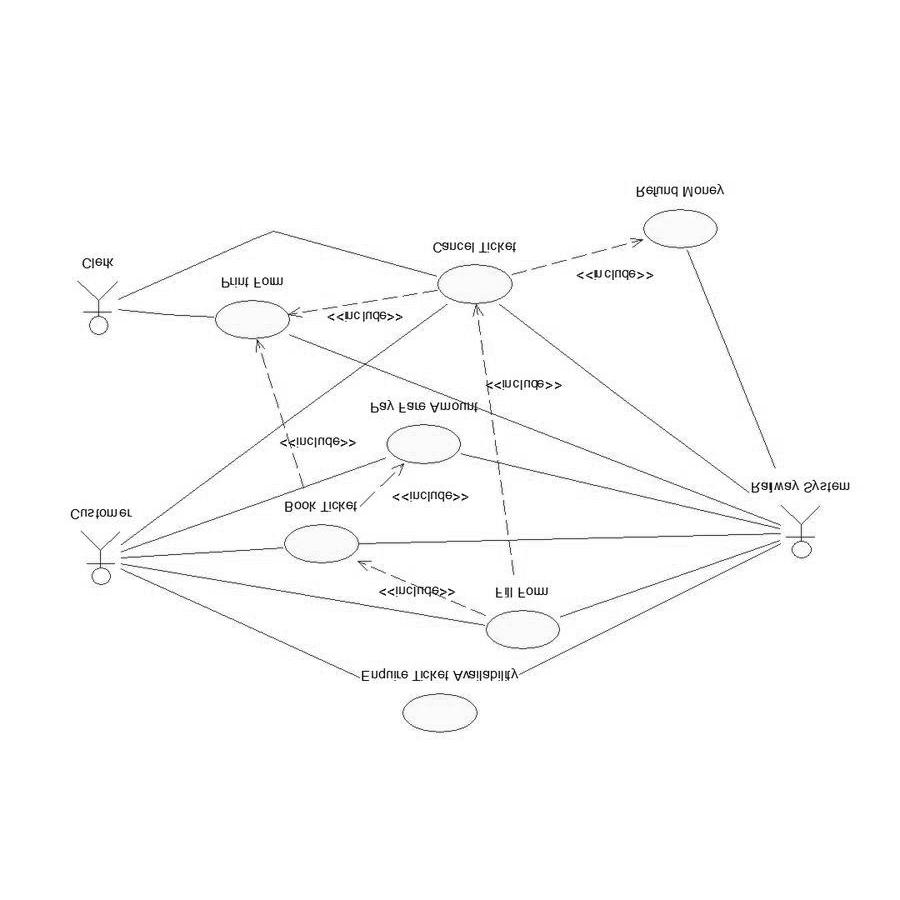 Enquire Ticket Availability
Fill Form
<<include>>
Customer
Book Ticket
<<include>>
Railway System
<<include>>
Pay Fare Amount
<<include>>
Print Form
<<include>>
Clerk
<<include>>
Cancel Ticket
Refund Money